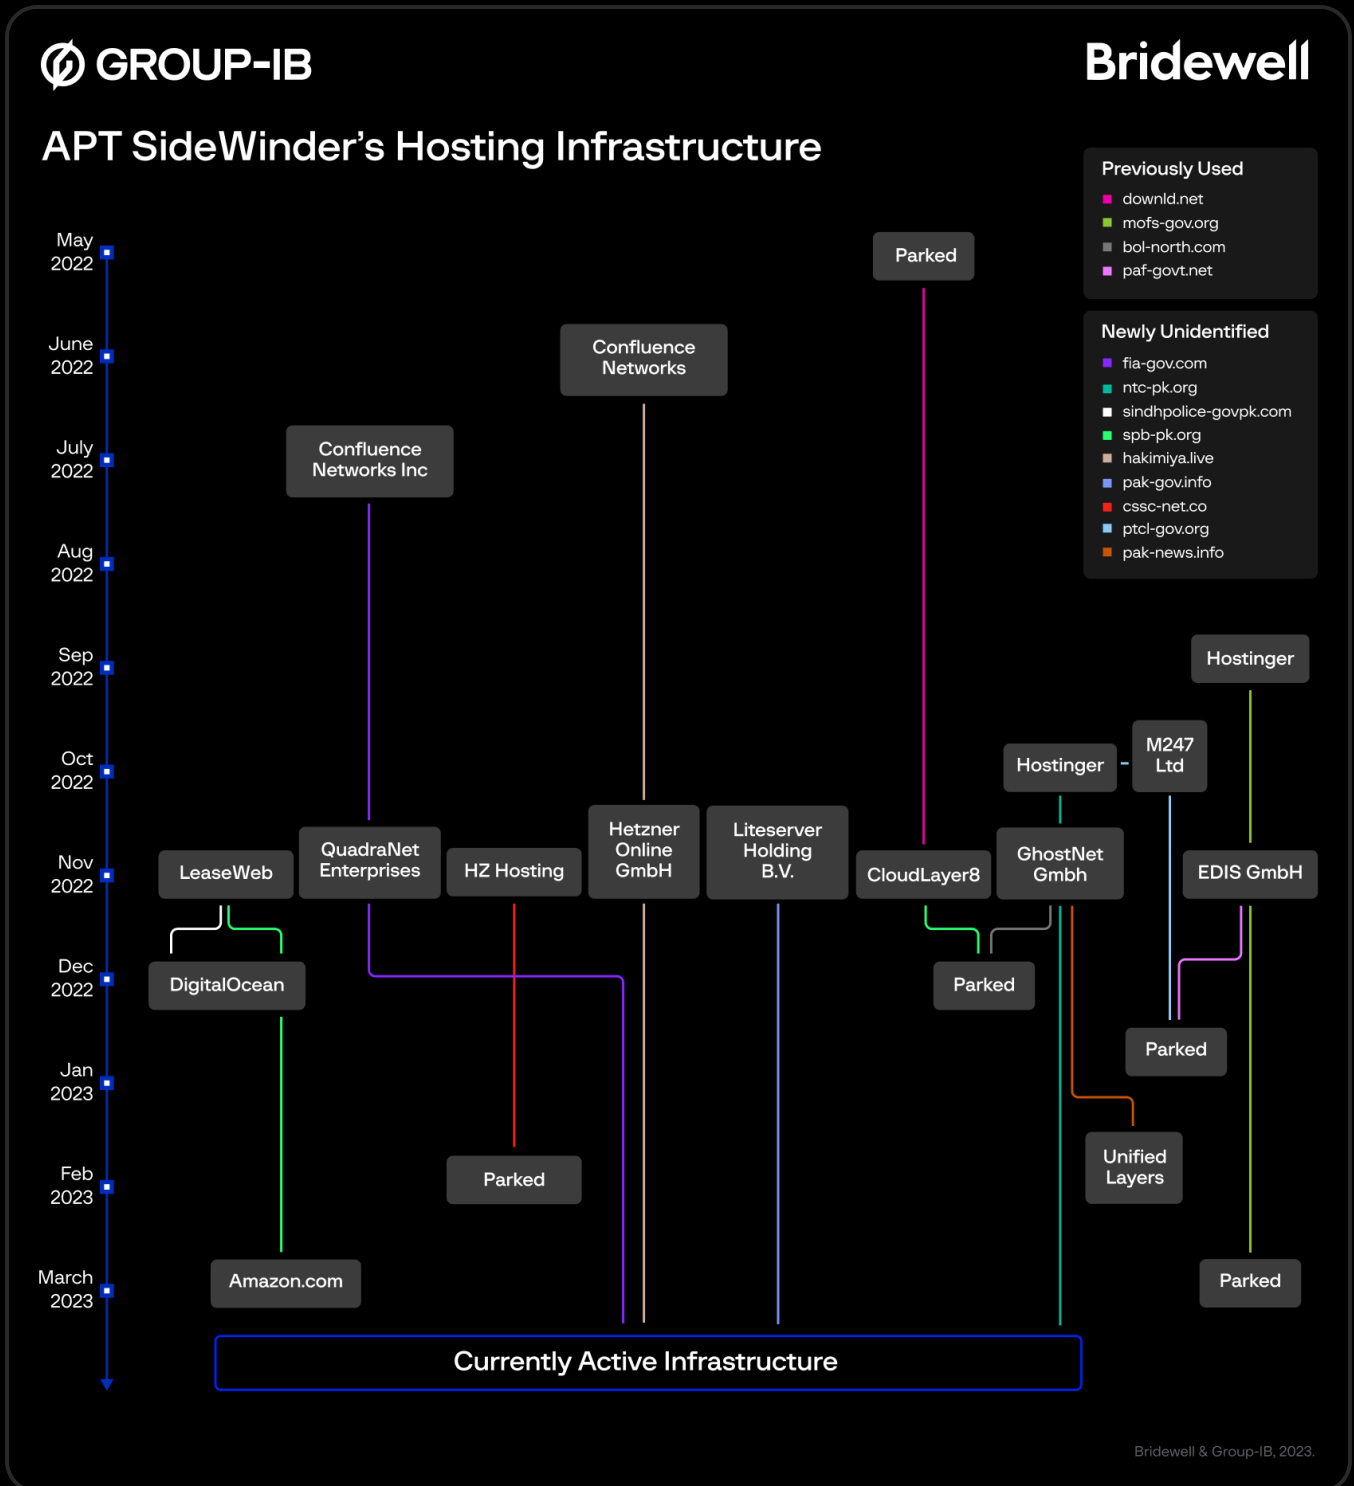 GROUP-IB
Bridewell
APT SideWinder's Hosting Infrastructure
Previously Used
downld.net
mofs-gov.org
bol-north.com
paf-govt.net
Newly Unidentified
fia-gov.com
ntc-pk.org
sindhpolice-govpk.com
spb-pk.org
hakimiya.live
pak-gov.info
cssc-net.co
ptcl-gov.org
pak-news.info
May
2022
Parked
June
2022
Confluence
Networks
July
2022
Confluence
Networks Inc
Aug
2022
Sep
2022
Hostinger
Oct
2022
Hostinger
M247
Ltd
Nov
2022
LeaseWeb
QuadraNet
Enterprises
HZ Hosting
Hetzner
Online
GmbH
Liteserver
Holding
B.V.
CloudLayer8
GhostNet
Gmbh
EDIS GmbH
Dec
2022
DigitalOcean
Parked
Parked
Jan
2023
Feb
2023
Parked
Unified
Layers
March
2023
Amazon.com
Parked
Currently Active Infrastructure
Bridewell & Group-IB, 2023.